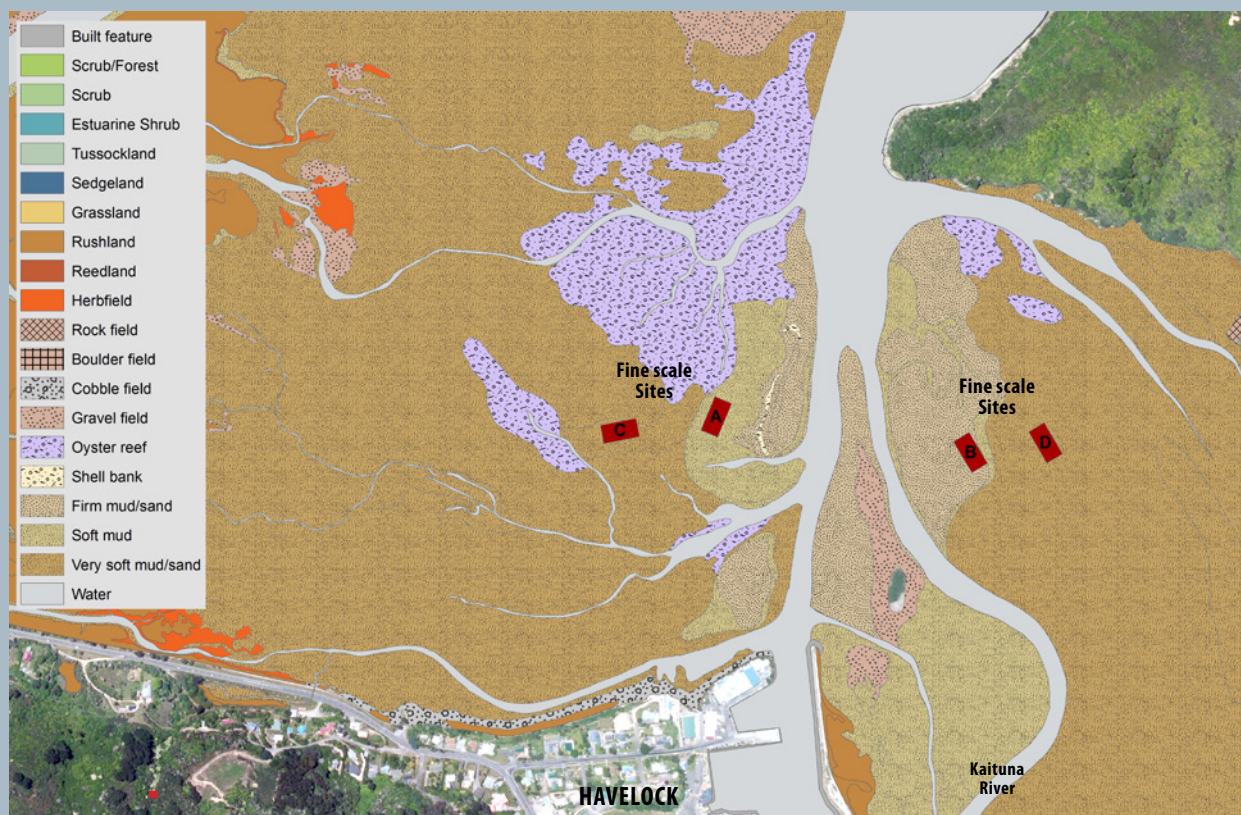 Built feature
Scrub/Forest
Scrub
Estuarine Shrub
Tussockland
Sedgeland
Grassland
Rushland
Reedland
Herbfield
Rock field
Boulder field
Cobble field
Gravel field
Oyster reef
Shell bank
Firm mud/sand
Soft mud
Very soft mud/sand
Water
Fine scale
Sites
A
C
Fine scale
Sites
B
D
HAVELOCK
Kaituna
River